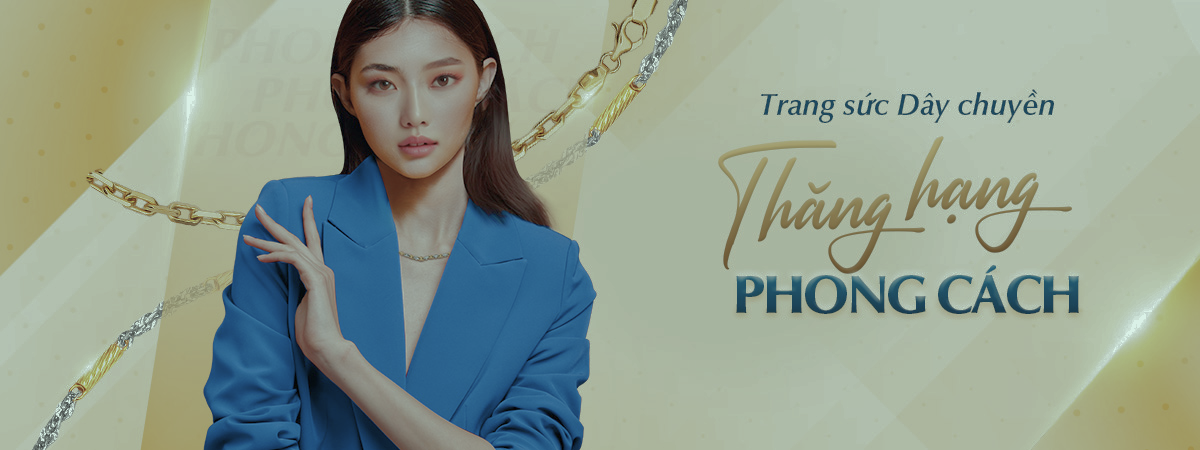 Trang sức Dây chuyền
Thăng hạng
PHONG CÁCH